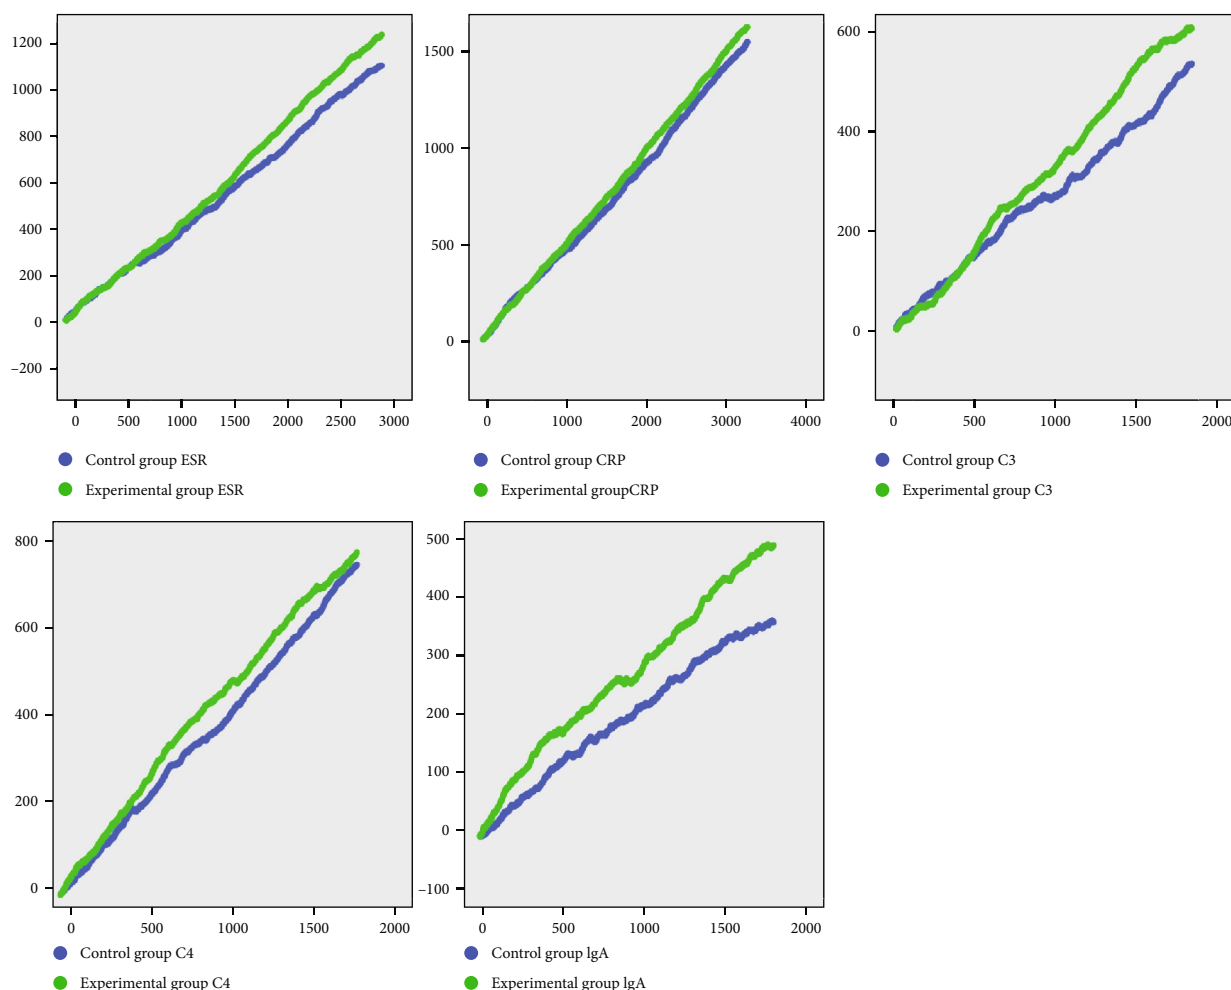 1200
1000
800
600
400
200
0
–200
0 500 1000 1500 2000 2500 3000
Control group ESR
Experimental group ESR
1500
1000
500
0
0 1000 2000 3000 4000
Control group CRP
Experimental groupCRP
600
400
200
0
0 500 1000 1500 2000
Control group C3
Experimental group C3
800
600
400
200
0
0 500 1000 1500 2000
Control group C4
Experimental group C4
500
400
300
200
100
0
–100
0 500 1000 1500 2000
Control group lgA
Experimental group lgA